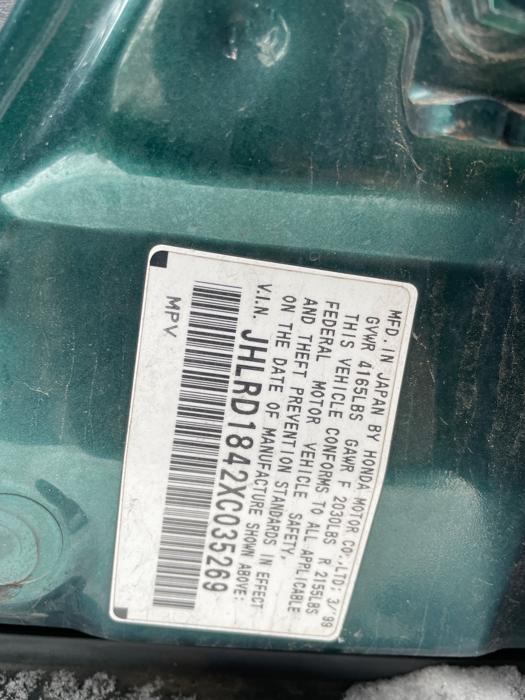 MFD. IN JAPAN BY HONDA MOTOR CO., LTD; 3/'99
GVWR 4165LBS GAWR F 2030LBS R 2155LBS
THIS VEHICLE CONFORMS TO ALL APPLICABLE
FEDERAL MOTOR VEHICLE SAFETY,
AND THEFT PREVENTION STANDARDS IN EFFECT
ON THE DATE OF MANUFACTURE SHOWN ABOVE:
V.I.N. JHLRD1842XC035269
MPV